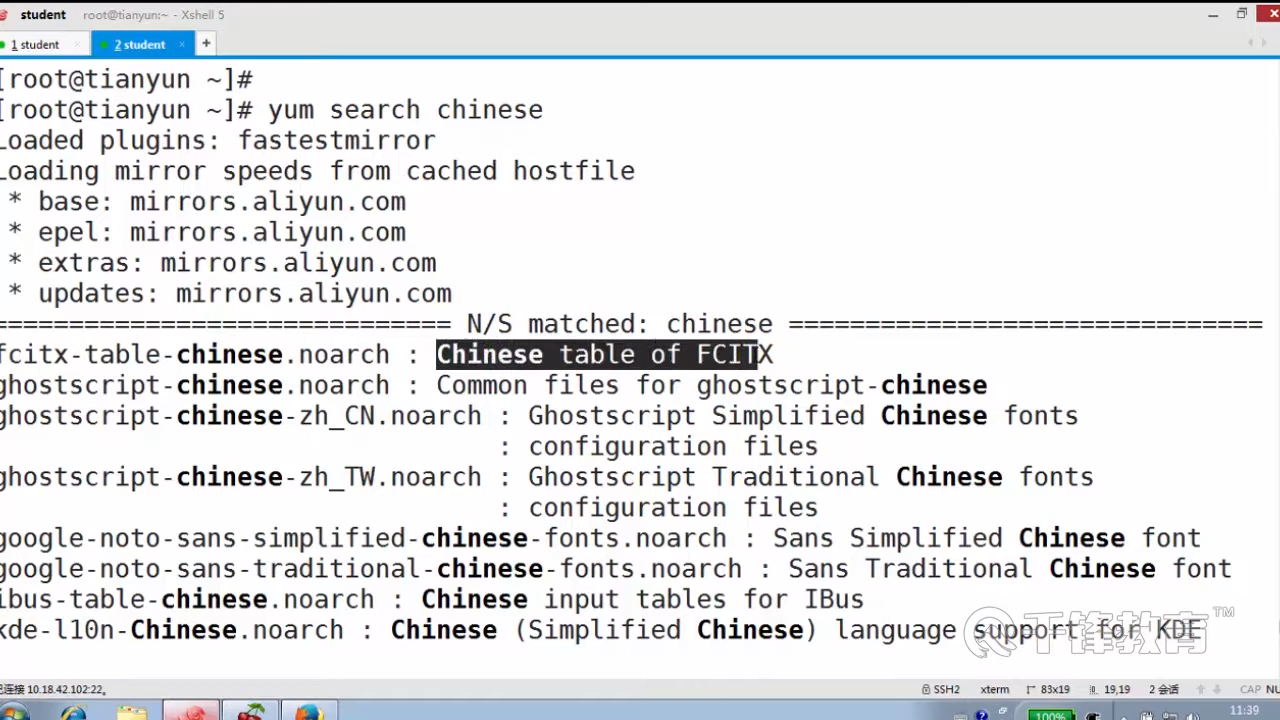 student root@tianyun:~ - Xshell 5
1 student × 2 student × +
[root@tianyun ~]#
[root@tianyun ~]# yum search chinese
Loaded plugins: fastestmirror
Loading mirror speeds from cached hostfile
* base: mirrors.aliyun.com
* epel: mirrors.aliyun.com
* extras: mirrors.aliyun.com
* updates: mirrors.aliyun.com
============================== N/S matched: chinese ===============================
fcitx-table-chinese.noarch : Chinese table of FCITX
ghostscript-chinese.noarch : Common files for ghostscript-chinese
ghostscript-chinese-zh_CN.noarch : Ghostscript Simplified Chinese fonts
: configuration files
ghostscript-chinese-zh_TW.noarch : Ghostscript Traditional Chinese fonts
: configuration files
google-noto-sans-simplified-chinese-fonts.noarch : Sans Simplified Chinese font
google-noto-sans-traditional-chinese-fonts.noarch : Sans Traditional Chinese font
ibus-table-chinese.noarch : Chinese input tables for IBus
kde-l10n-Chinese.noarch : Chinese (Simplified Chinese) language support for KDE
千锋教育™
已连接 10.18.42.102:22。 SSH2 xterm 83x19 19,19 2 会话 CAP NU
100% 11:39